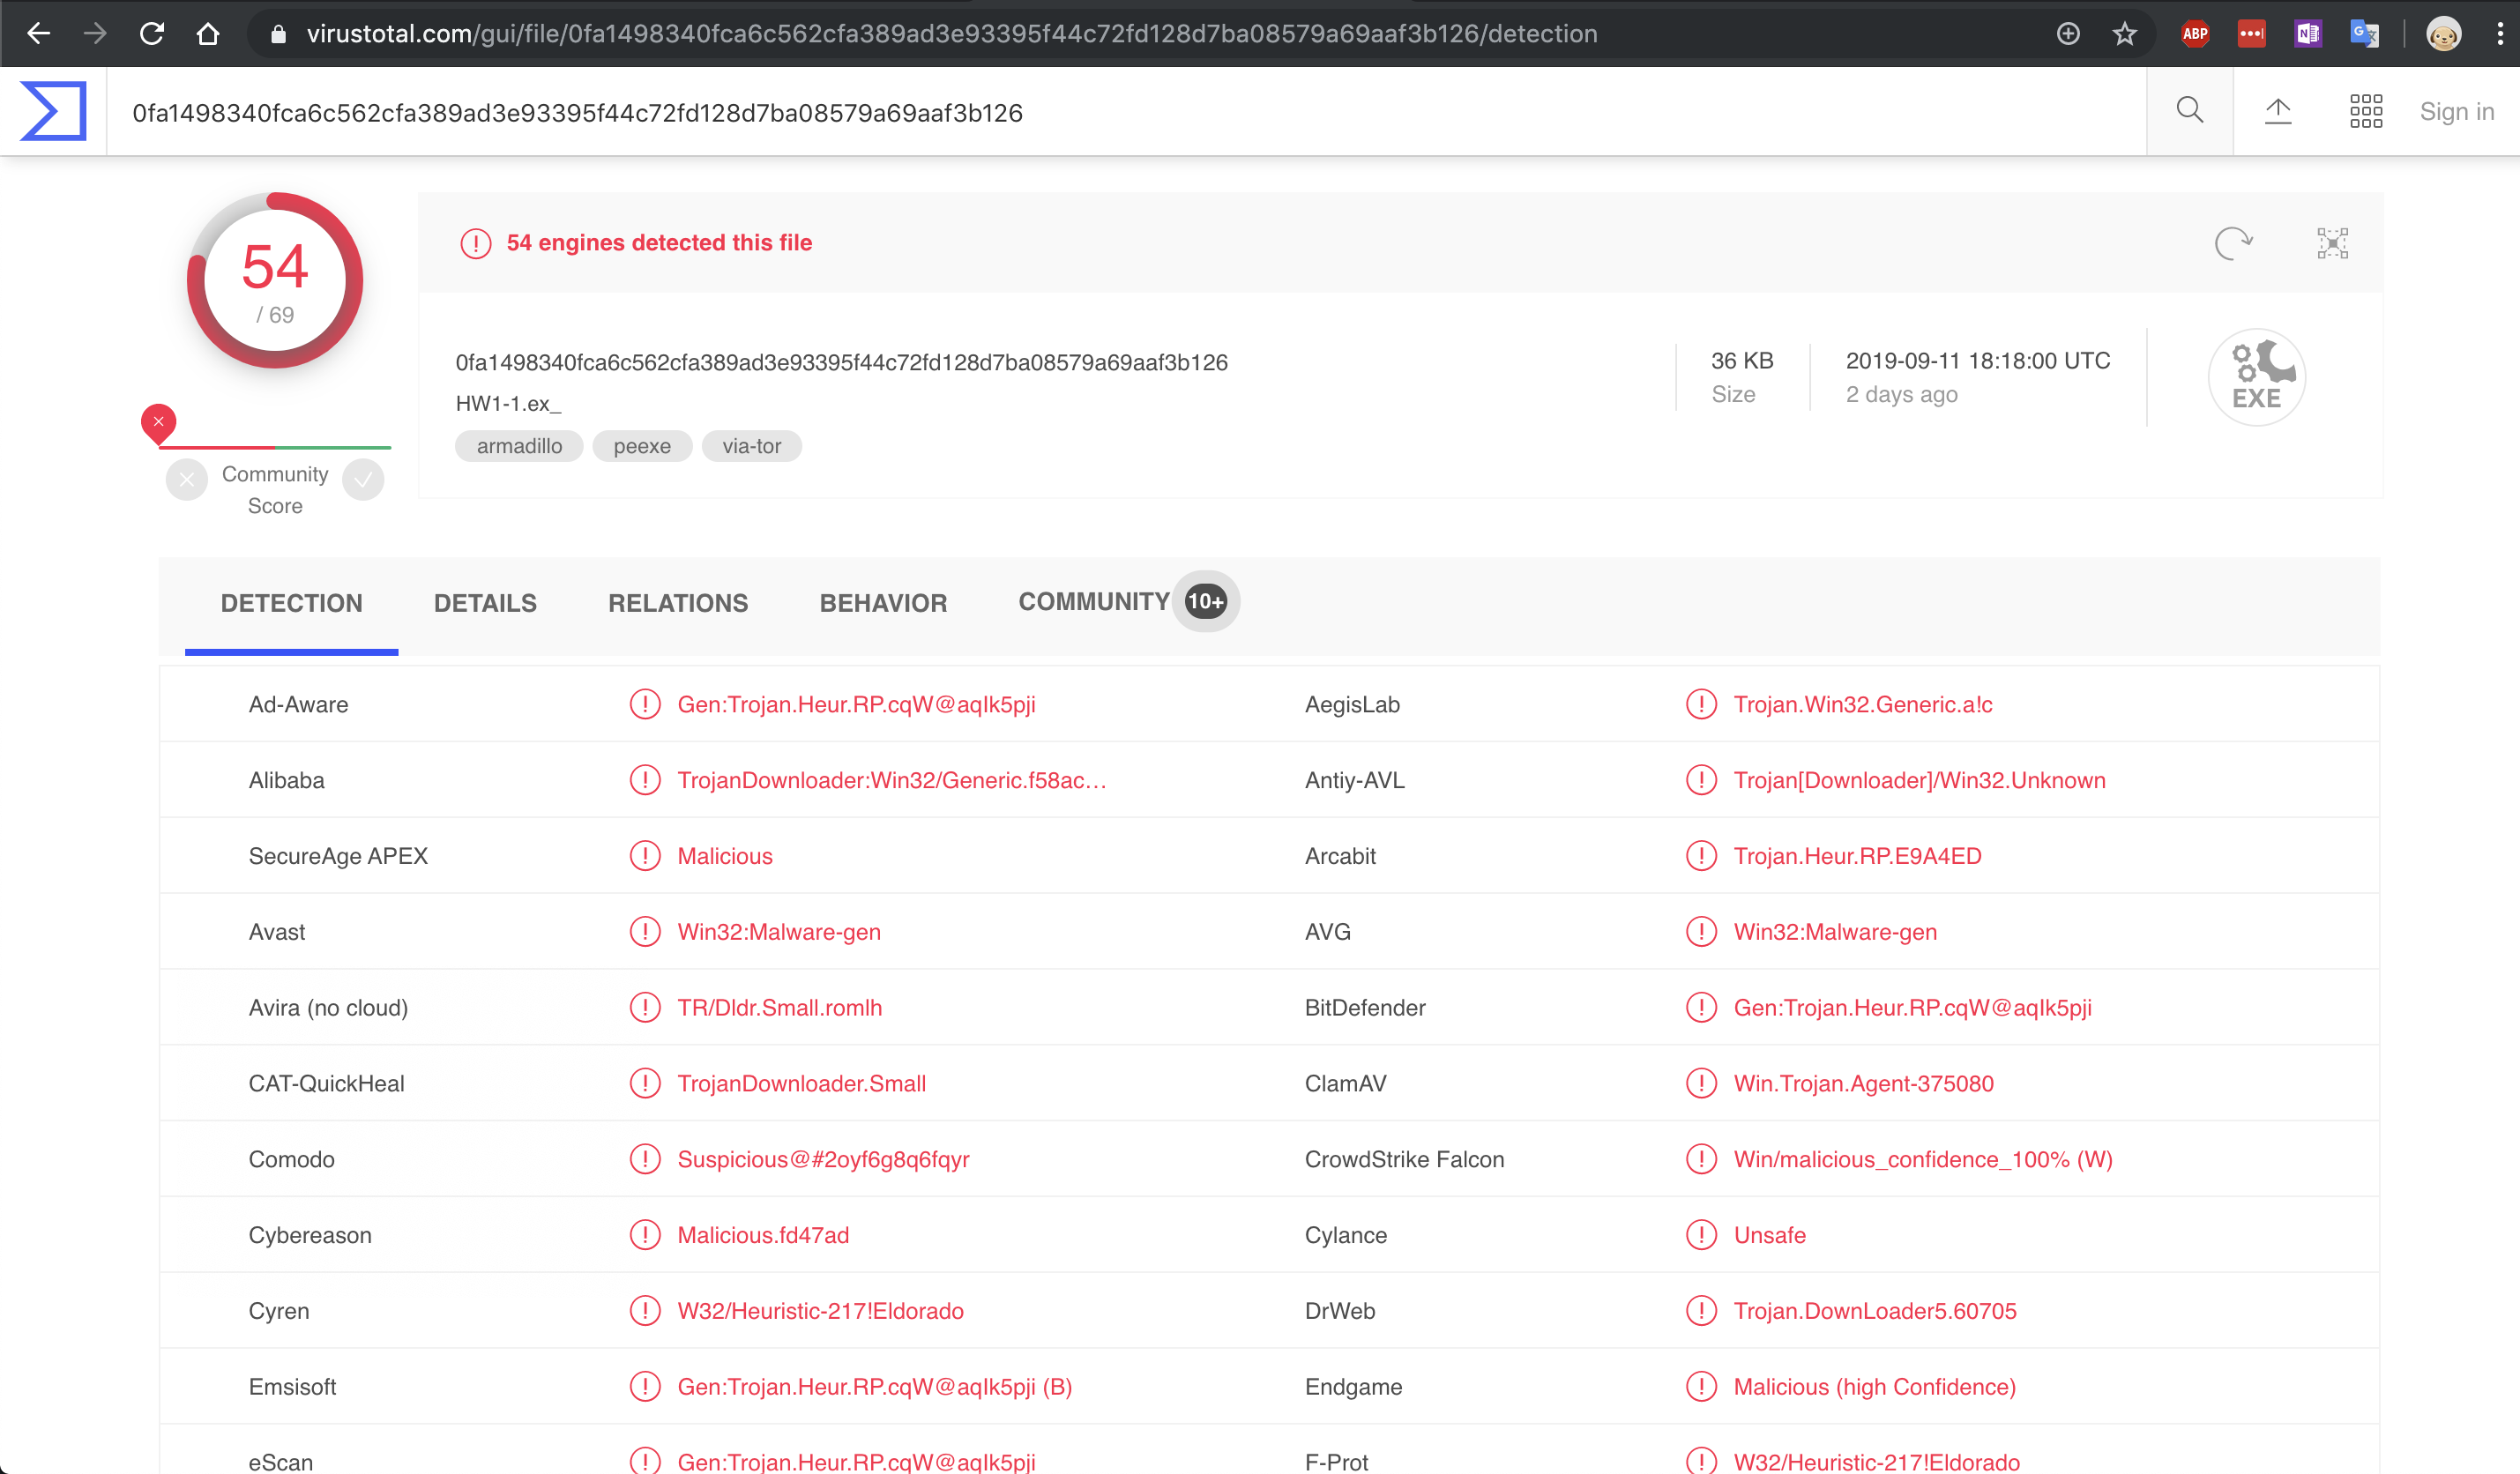 virustotal.com/gui/file/0fa1498340fca6c562cfa389ad3e93395f44c72fd128d7ba08579a69aaf3b126/detection
ABP
0fa1498340fca6c562cfa389ad3e93395f44c72fd128d7ba08579a69aaf3b126
Sign in
54
/ 69
54 engines detected this file
0fa1498340fca6c562cfa389ad3e93395f44c72fd128d7ba08579a69aaf3b126
HW1-1.ex_
armadillo peexe via-tor
36 KB
Size
2019-09-11 18:18:00 UTC
2 days ago
EXE
Community
Score
DETECTION DETAILS RELATIONS BEHAVIOR COMMUNITY 10+
Ad-Aware Gen:Trojan.Heur.RP.cqW@aqIk5pji AegisLab Trojan.Win32.Generic.a!c
Alibaba TrojanDownloader:Win32/Generic.f58ac… Antiy-AVL Trojan[Downloader]/Win32.Unknown
SecureAge APEX Malicious Arcabit Trojan.Heur.RP.E9A4ED
Avast Win32:Malware-gen AVG Win32:Malware-gen
Avira (no cloud) TR/Dldr.Small.romlh BitDefender Gen:Trojan.Heur.RP.cqW@aqIk5pji
CAT-QuickHeal TrojanDownloader.Small ClamAV Win.Trojan.Agent-375080
Comodo Suspicious@#2oyf6g8q6fqyr CrowdStrike Falcon Win/malicious_confidence_100% (W)
Cybereason Malicious.fd47ad Cylance Unsafe
Cyren W32/Heuristic-217!Eldorado DrWeb Trojan.DownLoader5.60705
Emsisoft Gen:Trojan.Heur.RP.cqW@aqIk5pji (B) Endgame Malicious (high Confidence)
eScan Gen:Trojan.Heur.RP.cqW@aqIk5pji F-Prot W32/Heuristic-217!Eldorado